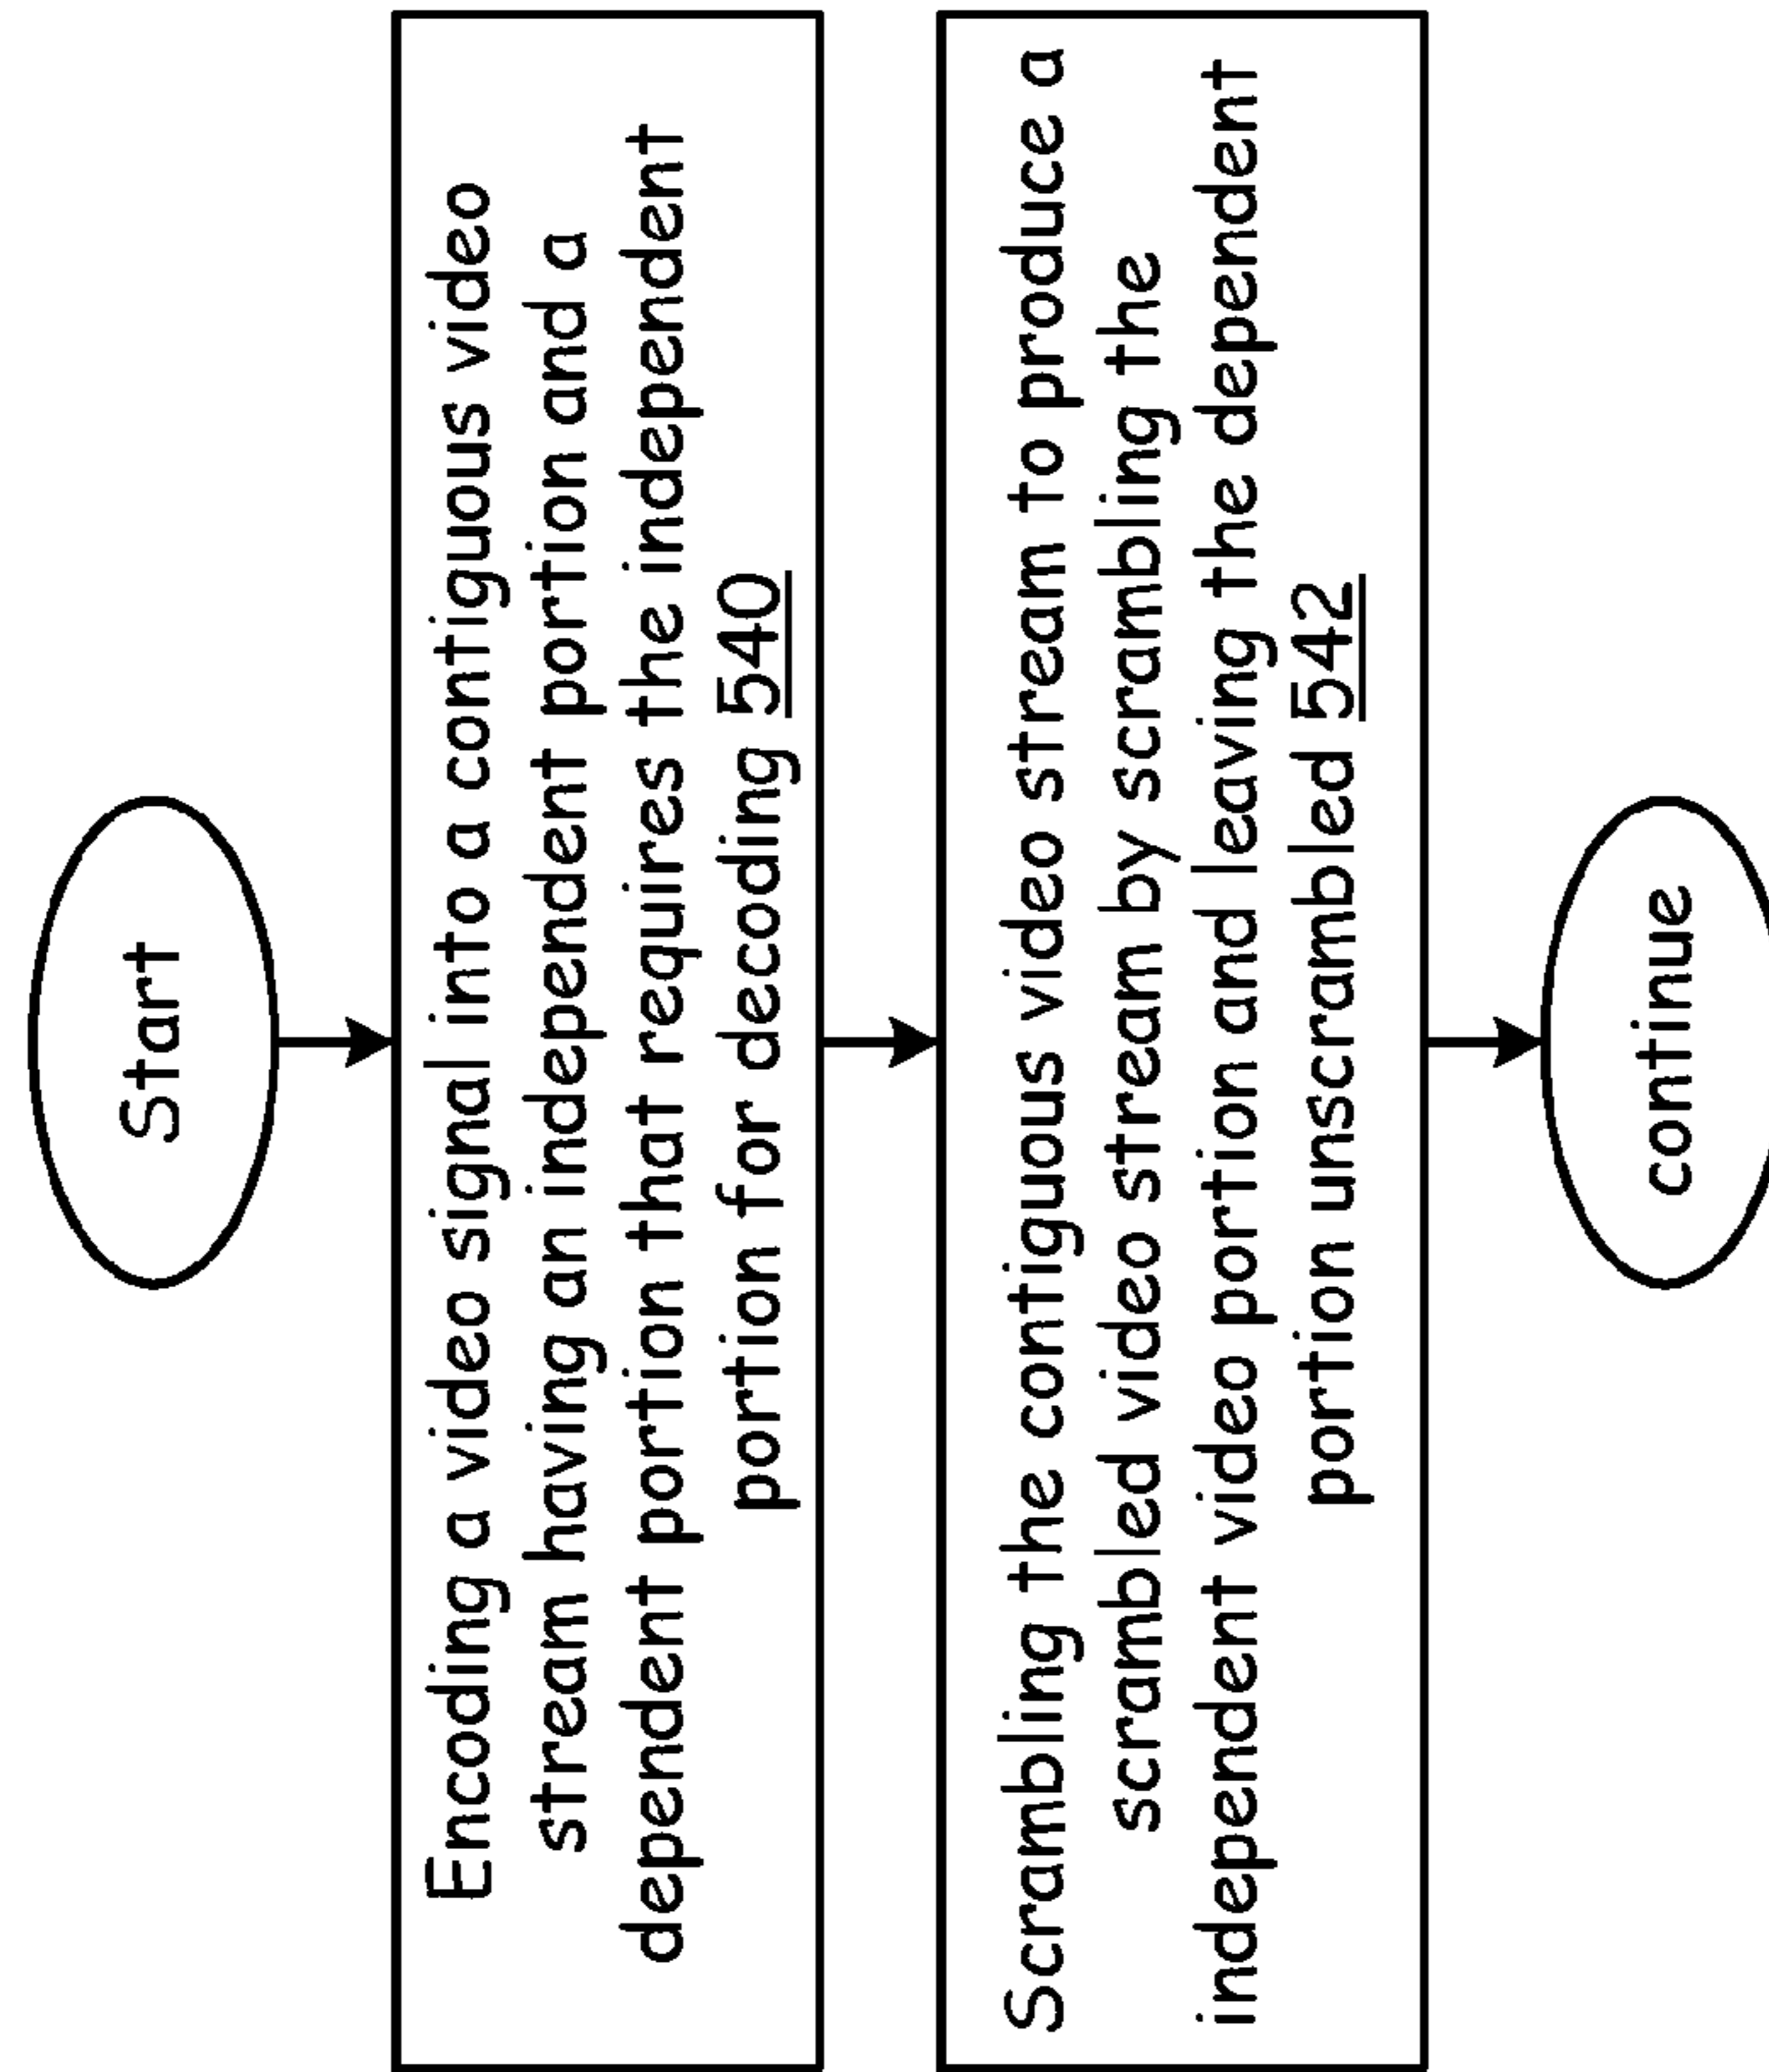 Start
Encoding a video signal into a contiguous video
stream having an independent portion and a
dependent portion that requires the independent
portion for decoding 540
Scrambling the contiguous video stream to produce a
scrambled video stream by scrambling the
independent video portion and leaving the dependent
portion unscrambled 542
continue